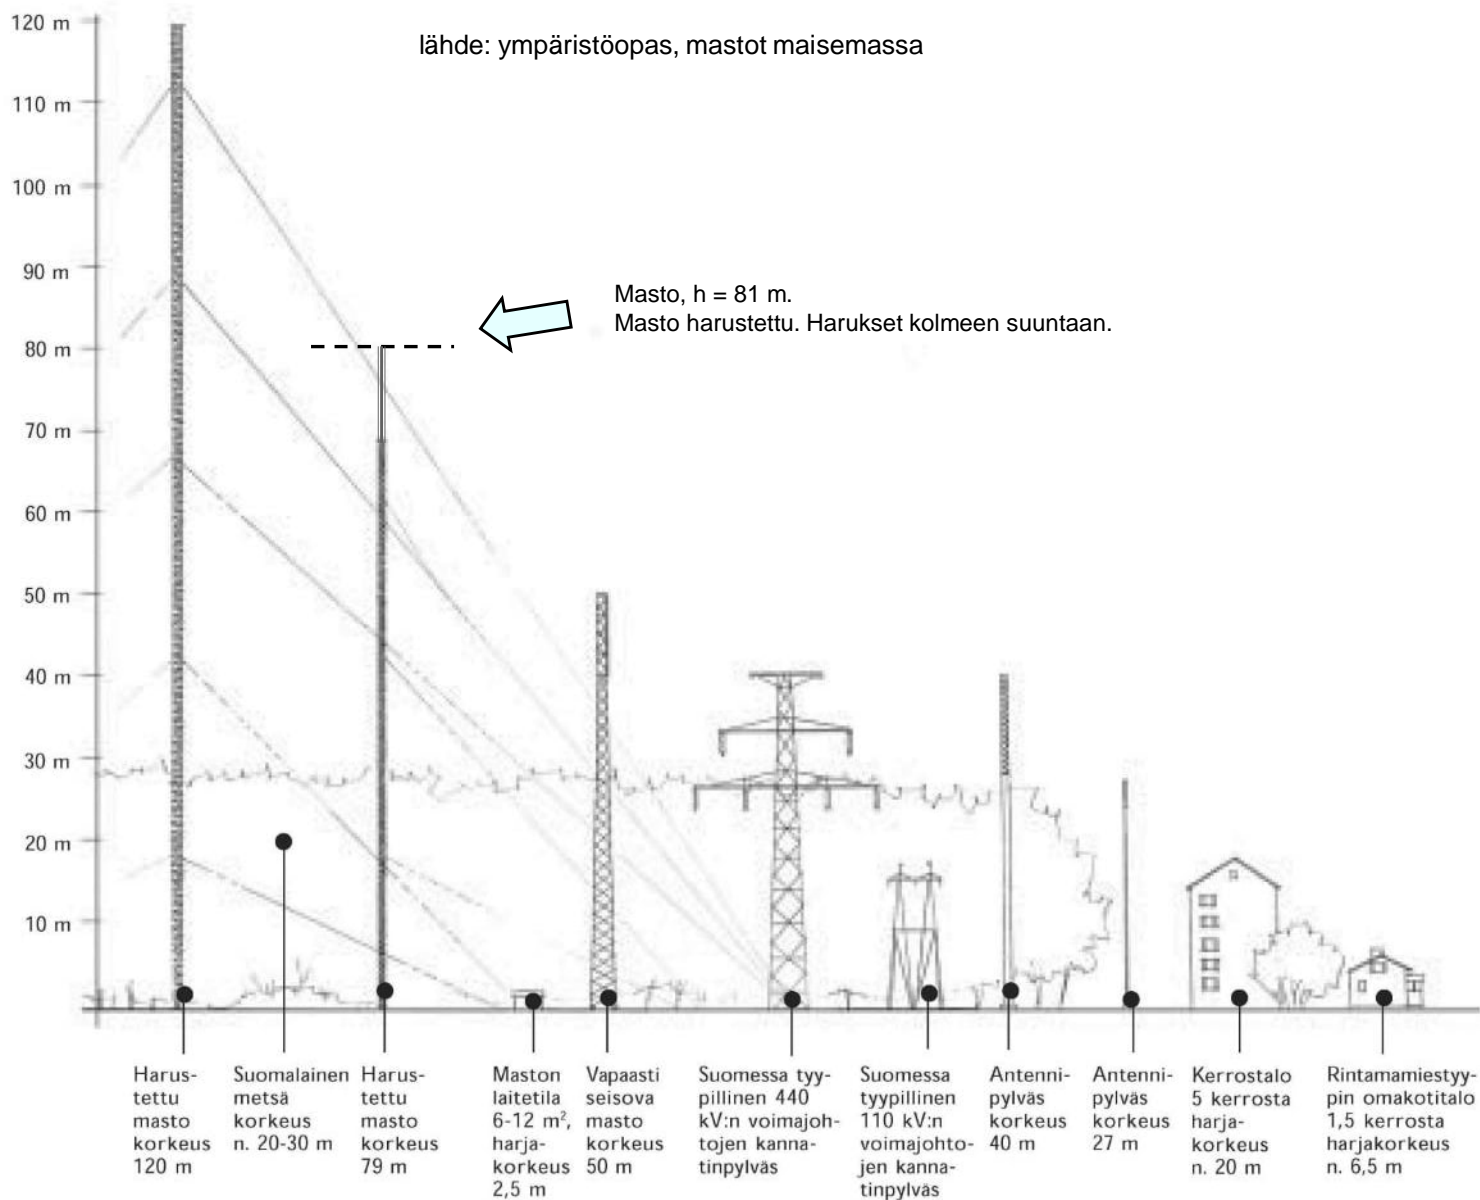 lähde: ympäristöopas, mastot maisemassa
120 m
110 m
100 m
90 m
80 m
70 m
60 m
50 m
40 m
30 m
20 m
10 m
Masto, h = 81 m.
Masto harustettu. Harukset kolmeen suuntaan.
Harus-
tettu
masto
korkeus
120 m
Suomalainen
metsä
korkeus
n. 20-30 m
Harus-
tettu
masto
korkeus
79 m
Maston
laitetila
6-12 m²,
harja-
korkeus
2,5 m
Vapaasti
seisova
masto
korkeus
50 m
Suomessa tyy-
pillinen 440
kV:n voimajoh-
tojen kanna-
tinpylväs
Suomessa
tyypillinen
110 kV:n
voimajohto-
jen kanna-
tinpylväs
Antenni-
pylväs
korkeus
40 m
Antenni-
pylväs
korkeus
27 m
Kerrostalo
5 kerrosta
harja-
korkeus
n. 20 m
Rintamamiestyy-
pin omakotitalo
1,5 kerrosta
harjakorkeus
n. 6,5 m